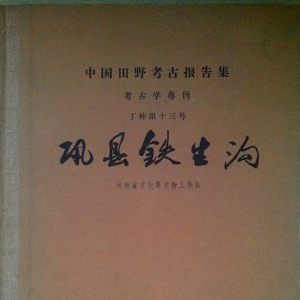 中国田野考古报告集
考古学專刊
丁种第十三号
巩县铁生沟
河南省文化局文物工作队